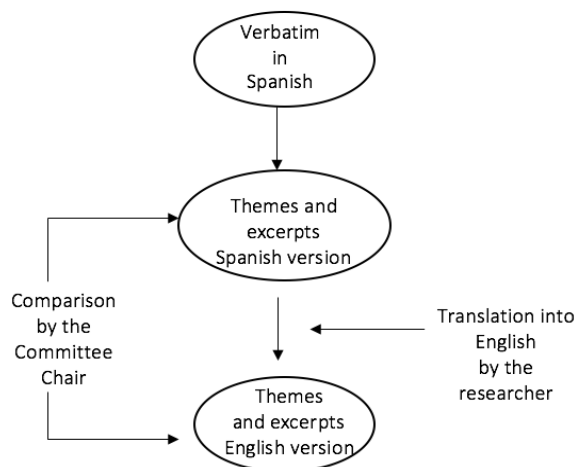 Verbatim
in
Spanish
Themes and
excerpts
Spanish version
Comparison
by the
Committee
Chair
Translation into
English
by the
researcher
Themes
and excerpts
English version